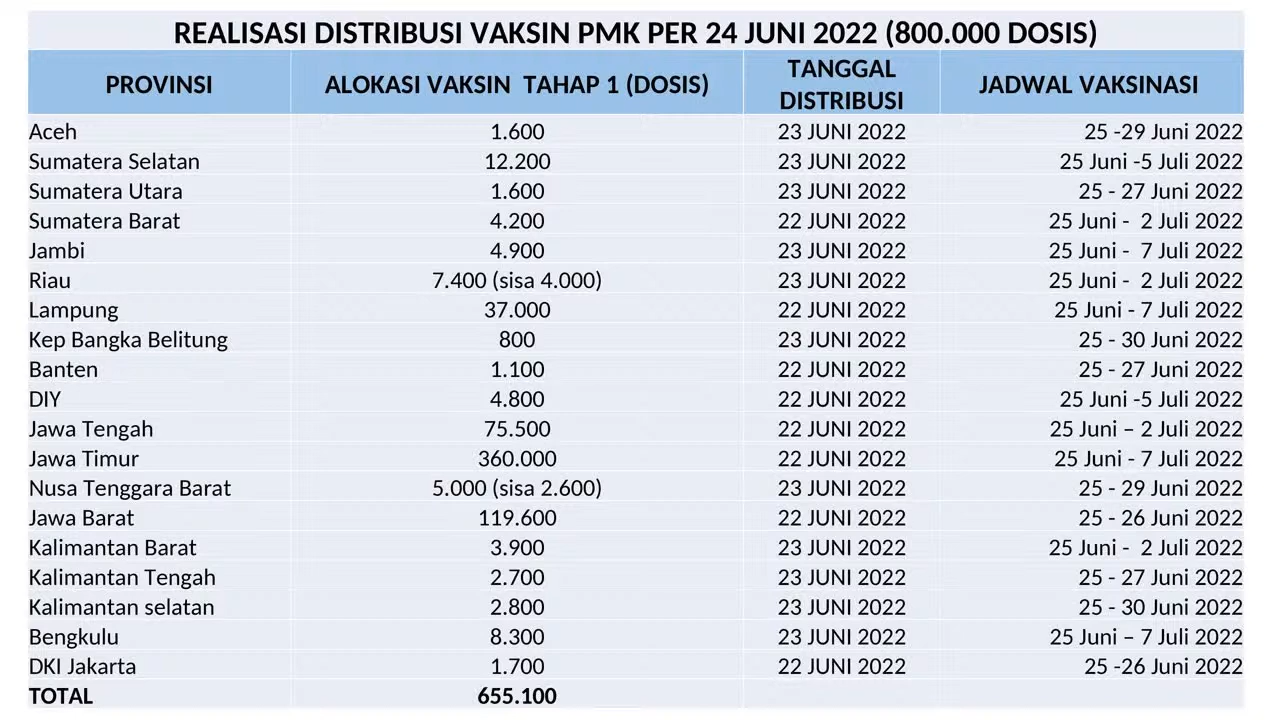 REALISASI DISTRIBUSI VAKSIN PMK PER 24 JUNI 2022 (800.000 DOSIS)
PROVINSI ALOKASI VAKSIN TAHAP 1 (DOSIS) TANGGAL DISTRIBUSI JADWAL VAKSINASI
Aceh 1.600 23 JUNI 2022 25 -29 Juni 2022
Sumatera Selatan 12.200 23 JUNI 2022 25 Juni -5 Juli 2022
Sumatera Utara 1.600 23 JUNI 2022 25 - 27 Juni 2022
Sumatera Barat 4.200 22 JUNI 2022 25 Juni - 2 Juli 2022
Jambi 4.900 23 JUNI 2022 25 Juni - 7 Juli 2022
Riau 7.400 (sisa 4.000) 23 JUNI 2022 25 Juni - 2 Juli 2022
Lampung 37.000 22 JUNI 2022 25 Juni - 7 Juli 2022
Kep Bangka Belitung 800 23 JUNI 2022 25 - 30 Juni 2022
Banten 1.100 22 JUNI 2022 25 - 27 Juni 2022
DIY 4.800 22 JUNI 2022 25 Juni -5 Juli 2022
Jawa Tengah 75.500 22 JUNI 2022 25 Juni – 2 Juli 2022
Jawa Timur 360.000 22 JUNI 2022 25 Juni - 7 Juli 2022
Nusa Tenggara Barat 5.000 (sisa 2.600) 23 JUNI 2022 25 - 29 Juni 2022
Jawa Barat 119.600 22 JUNI 2022 25 - 26 Juni 2022
Kalimantan Barat 3.900 23 JUNI 2022 25 Juni - 2 Juli 2022
Kalimantan Tengah 2.700 23 JUNI 2022 25 - 27 Juni 2022
Kalimantan selatan 2.800 23 JUNI 2022 25 - 30 Juni 2022
Bengkulu 8.300 23 JUNI 2022 25 Juni – 7 Juli 2022
DKI Jakarta 1.700 22 JUNI 2022 25 -26 Juni 2022
TOTAL 655.100